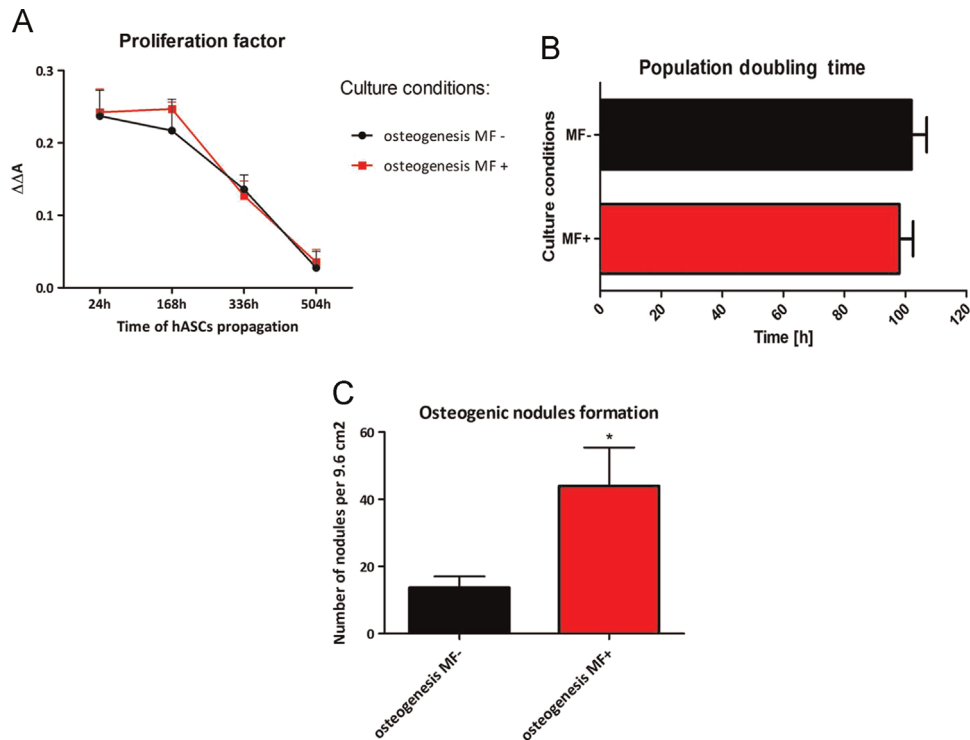 A
Proliferation factor
0.3
0.2
0.1
0.0
ΔΔA
24h
168h
336h
504h
Time of hASCs propagation
Culture conditions:
osteogenesis MF -
osteogenesis MF +
B
Population doubling time
Culture conditions
MF-
MF+
0
20
40
60
80
100
120
Time [h]
C
Osteogenic nodules formation
Number of nodules per 9.6 cm2
60
40
20
0
*
osteogenesis MF-
osteogenesis MF+